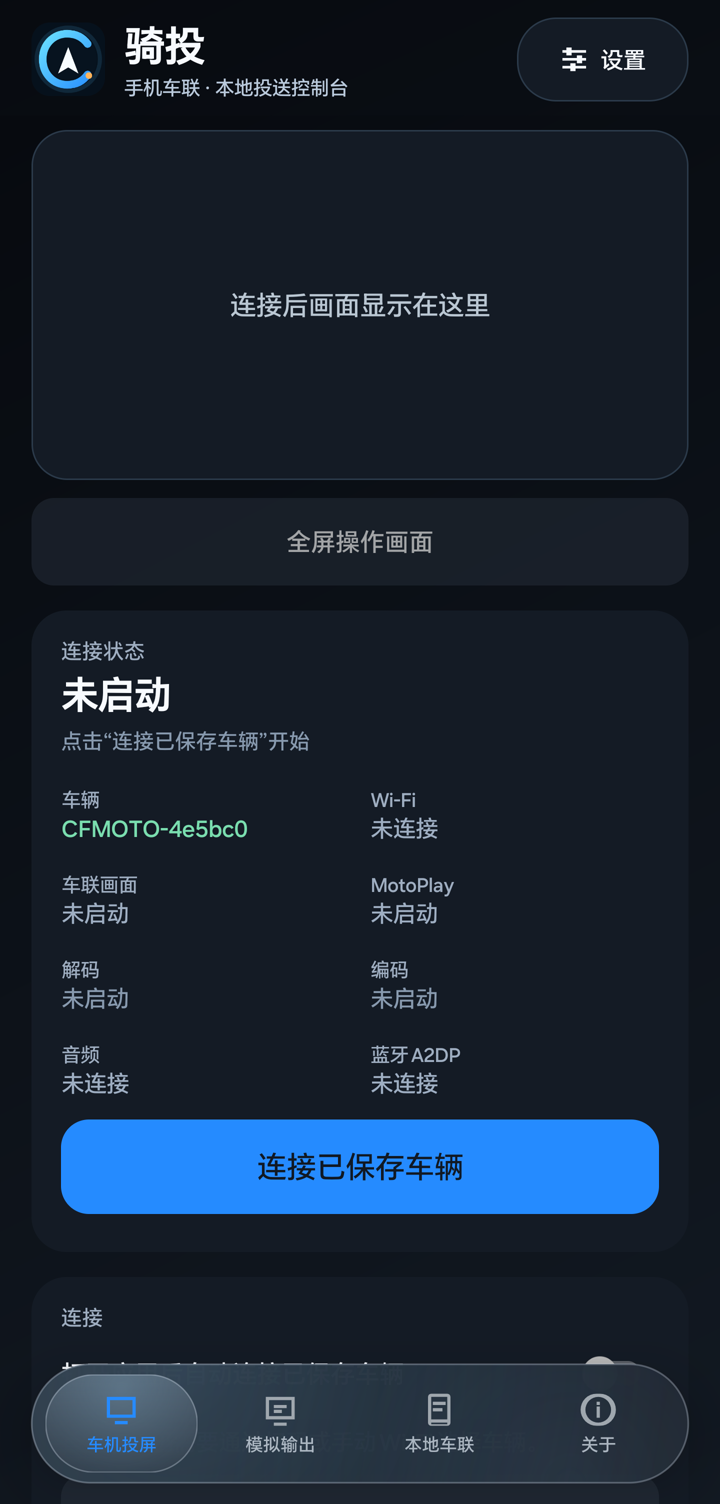 骑投
手机车联 · 本地投送控制台
设置
连接后画面显示在这里
全屏操作画面
连接状态
未启动
点击“连接已保存车辆”开始
车辆
CFMOTO-4e5bc0
Wi-Fi
未连接
车联画面
未启动
MotoPlay
未启动
解码
未启动
编码
未启动
音频
未连接
蓝牙 A2DP
未连接
连接已保存车辆
连接
车机投屏
模拟输出
本地车联
关于